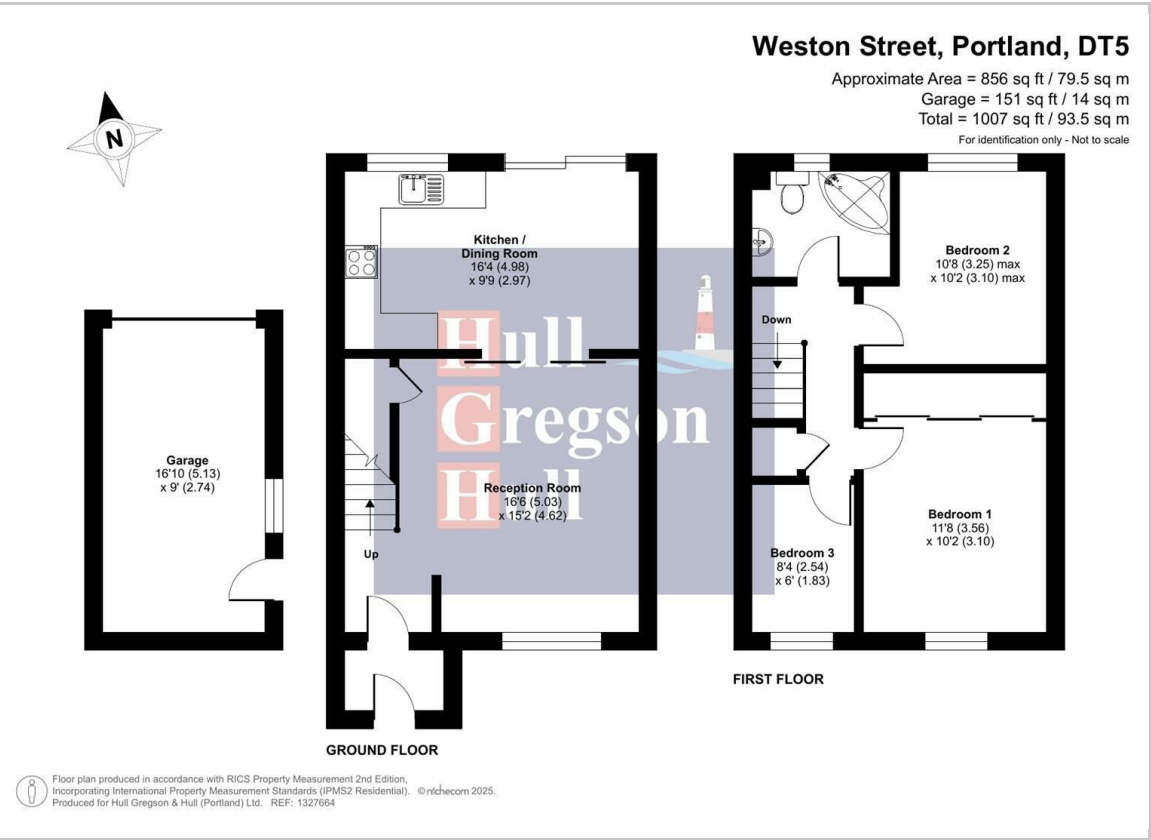 Weston Street, Portland, DT5
Approximate Area = 856 sq ft / 79.5 sq m
Garage = 151 sq ft / 14 sq m
Total = 1007 sq ft / 93.5 sq m
For identification only - Not to scale
N
Kitchen /
Dining Room
16'4 (4.98)
x 9'9 (2.97)
Bedroom 2
10'8 (3.25) max
x 10'2 (3.10) max
Down
Hull
Gregson
Hull
Garage
16'10 (5.13)
x 9' (2.74)
Reception Room
16'6 (5.03)
x 15'2 (4.62)
Up
Bedroom 1
11'8 (3.56)
x 10'2 (3.10)
Bedroom 3
8'4 (2.54)
x 6' (1.83)
FIRST FLOOR
GROUND FLOOR
Floor plan produced in accordance with RICS Property Measurement 2nd Edition,
Incorporating International Property Measurement Standards (IPMS2 Residential). ©nichecom 2025.
Produced for Hull Gregson & Hull (Portland) Ltd. REF: 1327664